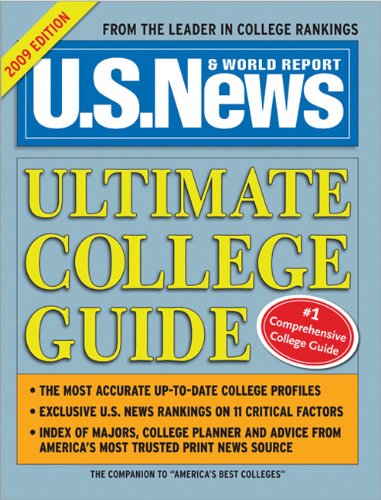 2009 EDITION
FROM THE LEADER IN COLLEGE RANKINGS
& WORLD REPORT
U.S.News
ULTIMATE
COLLEGE
GUIDE
#1
Comprehensive
College Guide
• THE MOST ACCURATE UP-TO-DATE COLLEGE PROFILES
• EXCLUSIVE U.S. NEWS RANKINGS ON 11 CRITICAL FACTORS
• INDEX OF MAJORS, COLLEGE PLANNER AND ADVICE FROM
AMERICA'S MOST TRUSTED PRINT NEWS SOURCE
THE COMPANION TO "AMERICA'S BEST COLLEGES"